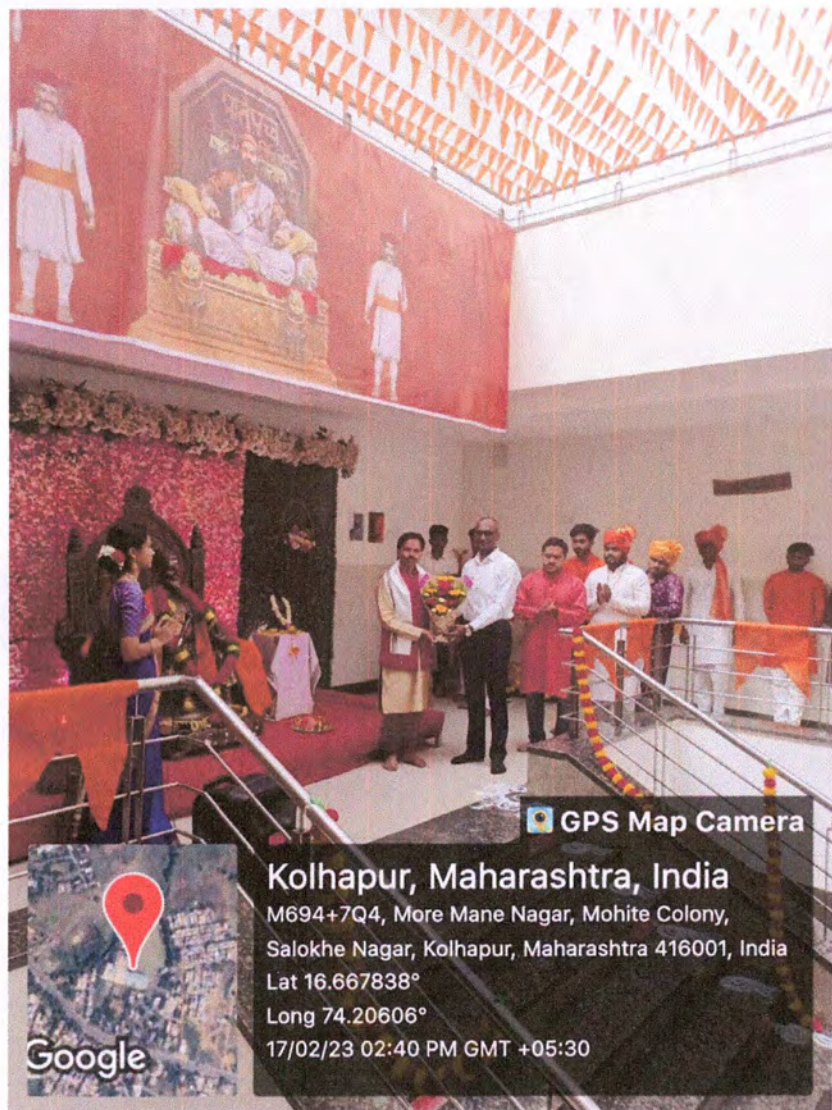 GPS Map Camera
Kolhapur, Maharashtra, India
M694+7Q4, More Mane Nagar, Mohite Colony,
Salokhe Nagar, Kolhapur, Maharashtra 416001, India
Lat 16.667838°
Long 74.20606°
17/02/23 02:40 PM GMT +05:30
Google